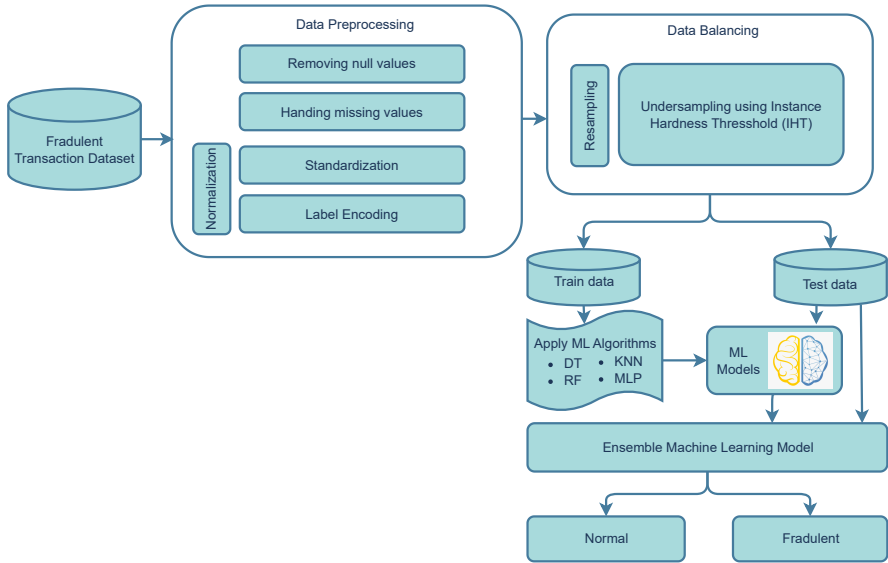 Data Preprocessing
Removing null values
Handing missing values
Normalization
Standardization
Label Encoding
Fradulent
Transaction Dataset
Data Balancing
Resampling
Undersampling using Instance
Hardness Thresshold (IHT)
Train data
Test data
Apply ML Algorithms
• DT
• RF
• KNN
• MLP
ML
Models
Ensemble Machine Learning Model
Normal
Fradulent